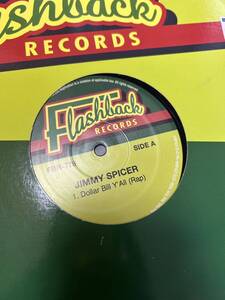 Flashback
RECORDS
Flashback
RECORDS
SIDE A
JIMMY SPICER
1. Dollar Bill Y'All (Rap)